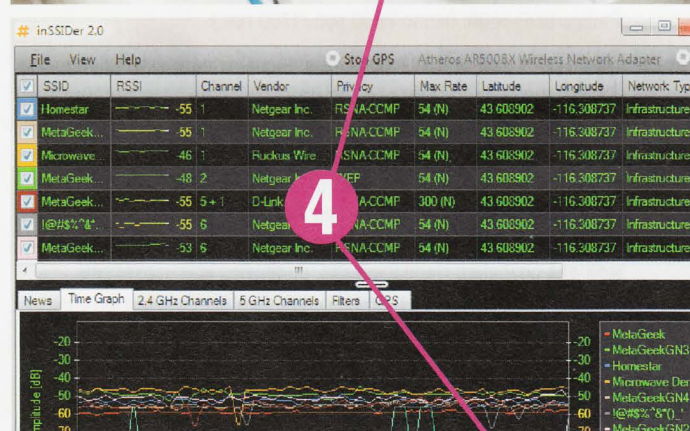 inSSIDer 2.0
File View Help Stop GPS Atheros AR5008X Wireless Network Adapter
SSID RSSI Channel Vendor Privacy Max Rate Latitude Longitude Network Typ
Homestar -55 1 Netgear Inc. RSNA-CCMP 54 (N) 43.608902 -116.308737 Infrastructure
MetaGeek... -55 1 Netgear Inc. RSNA-CCMP 54 (N) 43.608902 -116.308737 Infrastructure
Microwave... -46 1 Ruckus Wire... RSNA-CCMP 54 (N) 43.608902 -116.308737 Infrastructure
MetaGeek... -48 2 Netgear WEP 54 (N) 43.608902 -116.308737 Infrastructure
MetaGeek... -55 5 + 1 D-Link 300 (N) 43.608902 -116.308737 Infrastructure
!@#$%^&*... -55 6 54 (N) 43.608902 -116.308737 Infrastructure
MetaGeek... -53 6 Netgear Inc. RSNA-CCMP 54 (N) 43.608902 -116.308737 Infrastructure
4
News Time Graph 2.4 GHz Channels 5 GHz Channels Filters GPS
mplitude [dB]
-20 -20
-30 -30
-40 -40
-50 -50
-60 -60
-70 -70
MetaGeek
MetaGeekGN3
Homestar
Microwave Der
MetaGeekGN4
!@#$%^&*()_
MetaGeekGN2